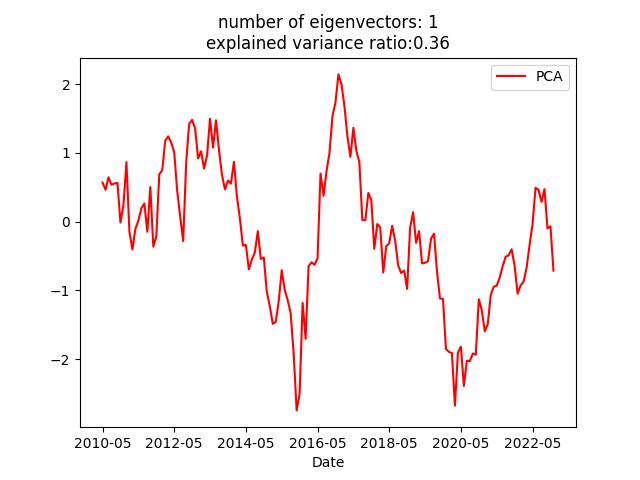 number of eigenvectors: 1
explained variance ratio:0.36
PCA
2
1
0
−1
−2
2010-05 2012-05 2014-05 2016-05 2018-05 2020-05 2022-05
Date